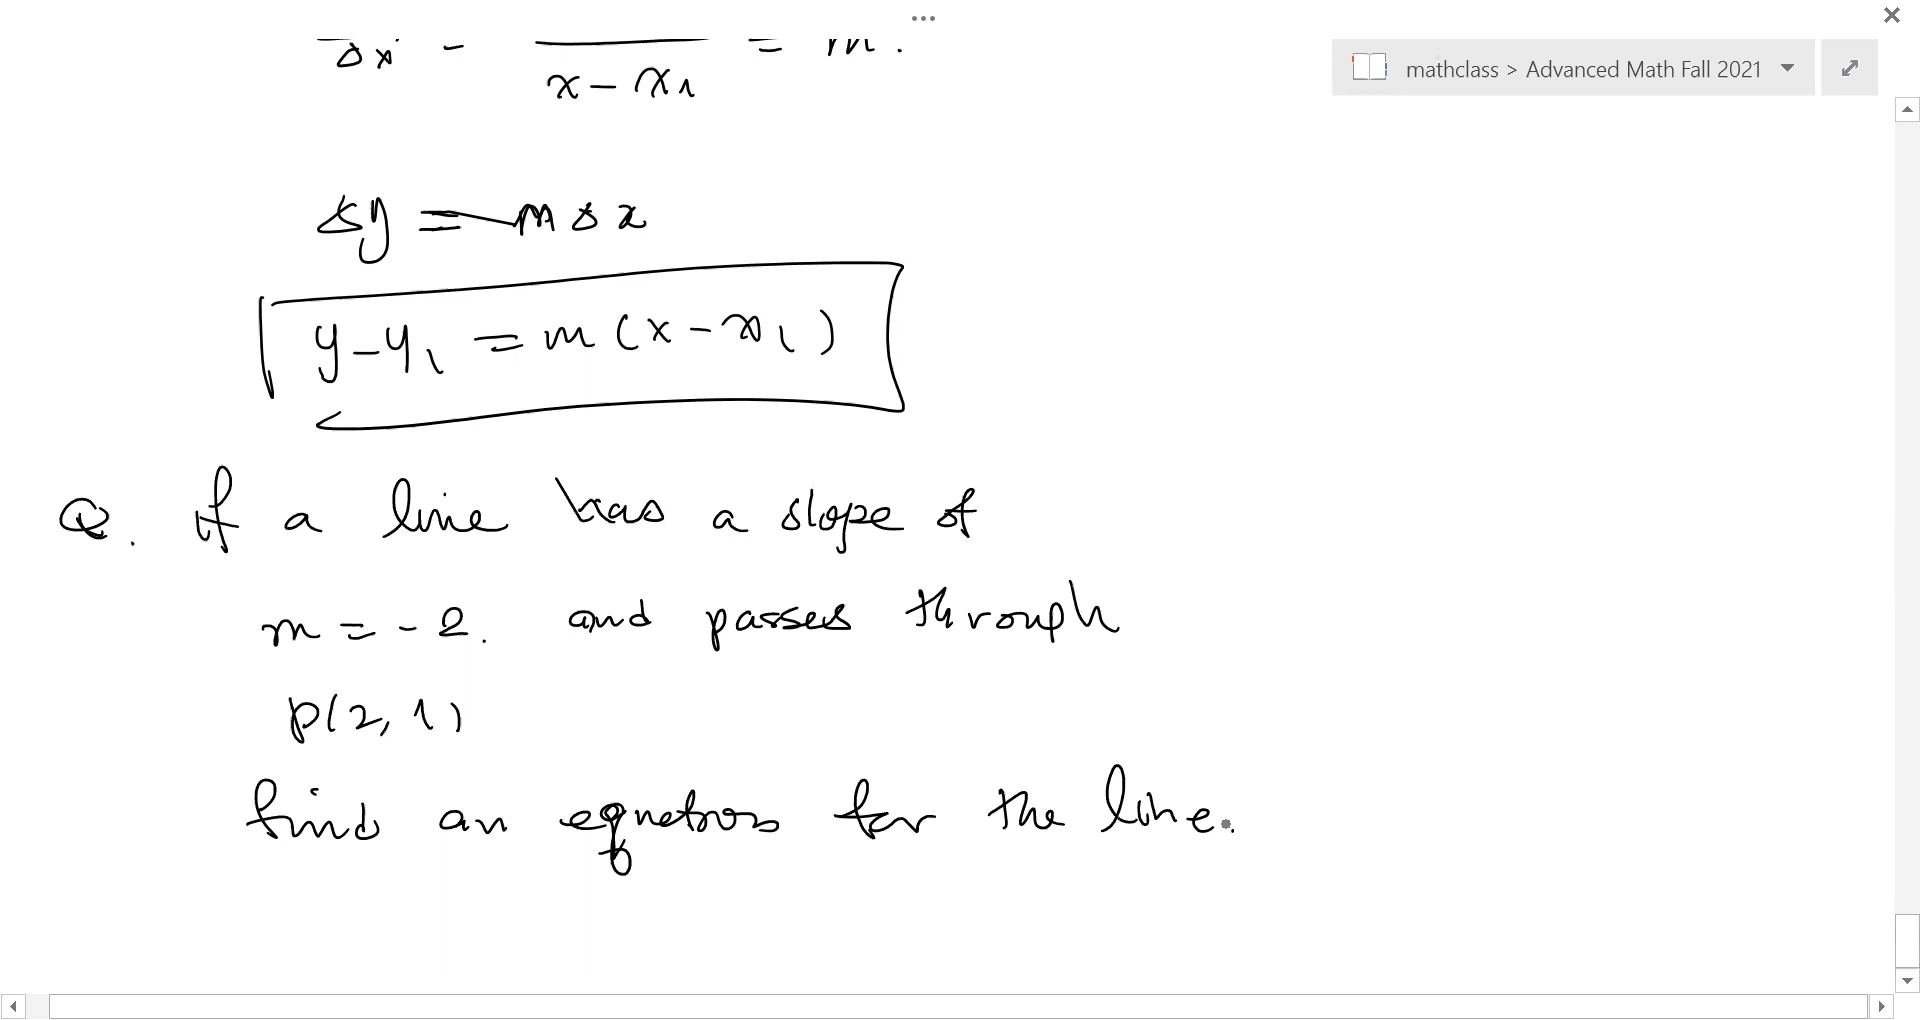 ...
mathclass > Advanced Math Fall 2021
Δx = x - x₁ = m.
Δy = mΔx
y-y₁ = m(x-x₁)
Q. if a line has a slope of
m = -2. and passes through
P(2,1)
find an equation for the line.